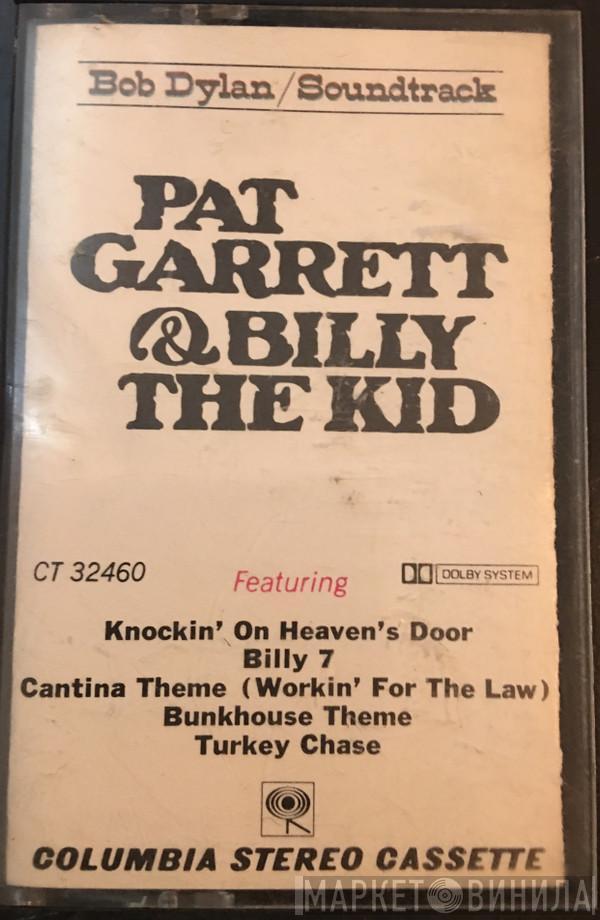 Bob Dylan/Soundtrack
PAT
GARRETT
& BILLY
THE KID
CT 32460
Featuring
DOLBY SYSTEM
Knockin' On Heaven's Door
Billy 7
Cantina Theme (Workin' For The Law)
Bunkhouse Theme
Turkey Chase
COLUMBIA STEREO CASSETTE
МАРКЕТ ВИНИЛА